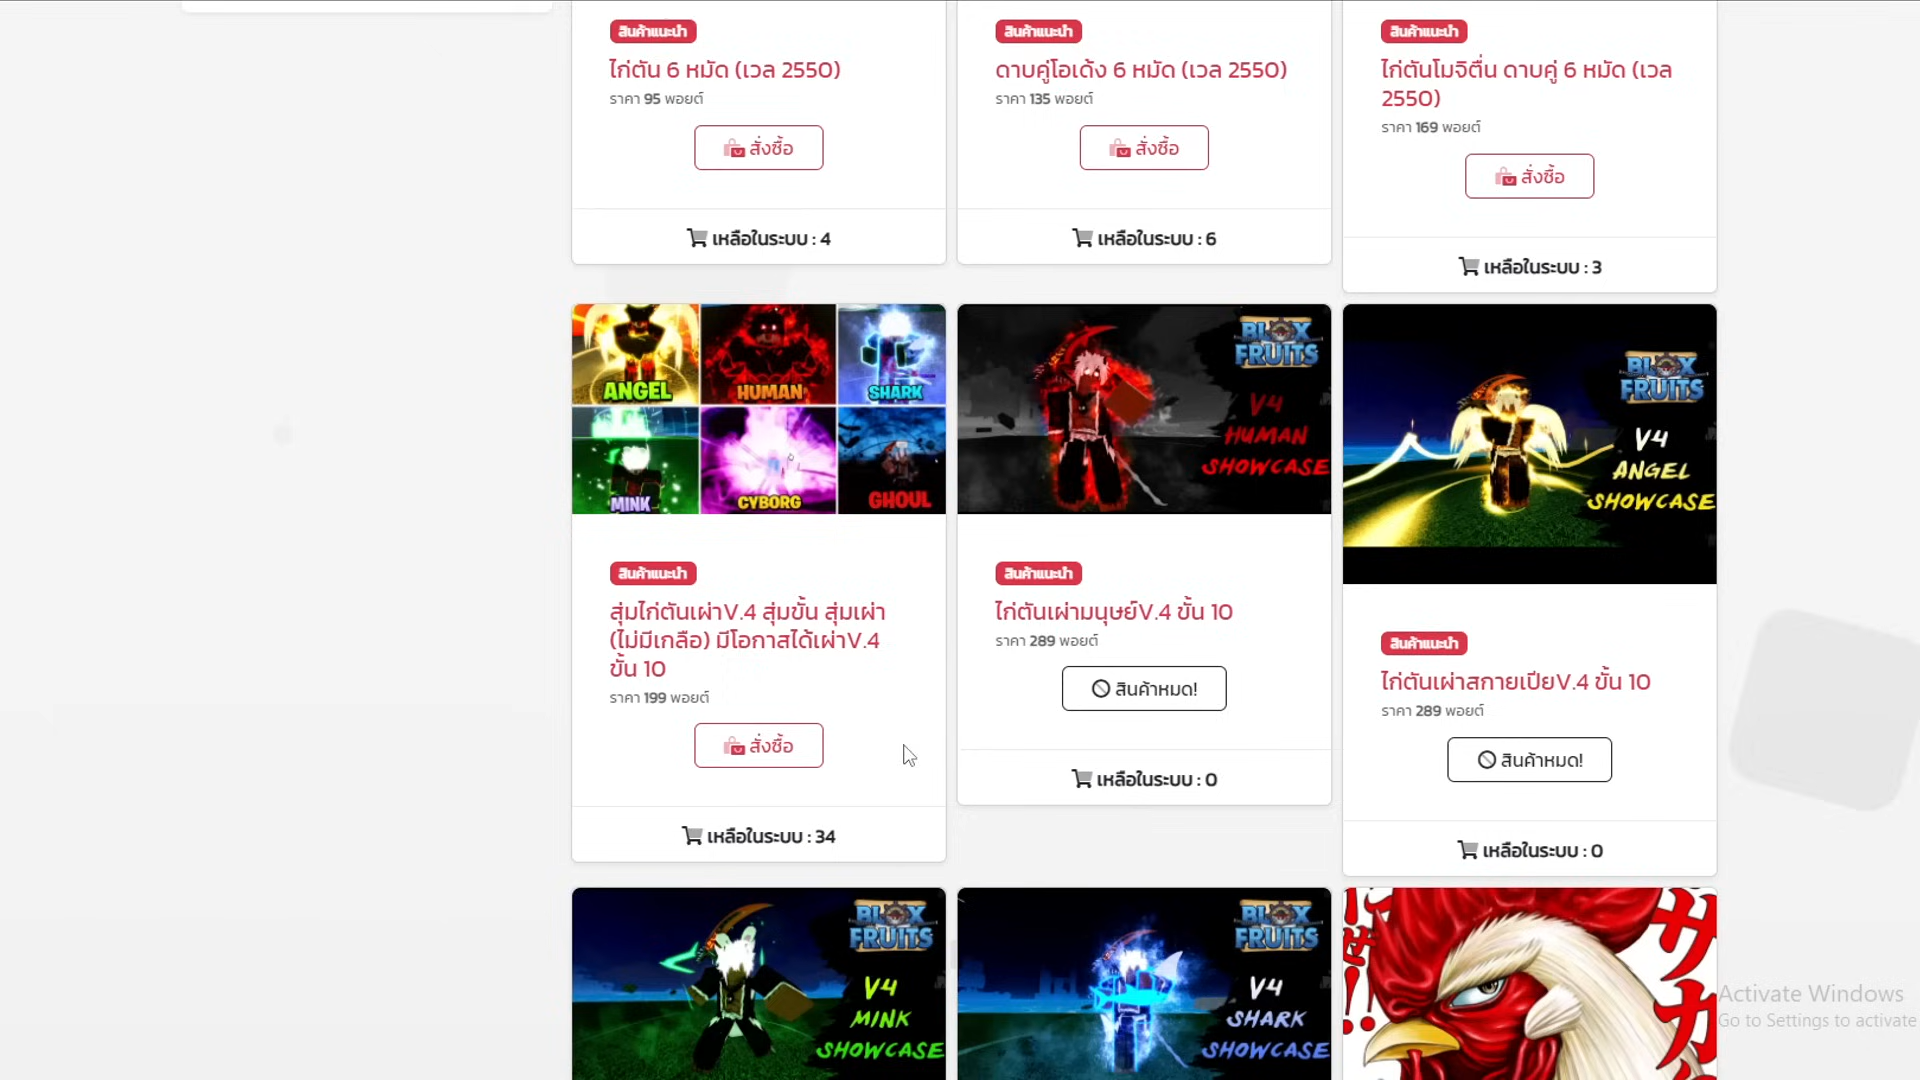 สินค้าแนะนำ
ไก่ตัน 6 หมัด (เวล 2550)
ราคา 95 พอยต์
สั่งซื้อ
เหลือในระบบ : 4
สินค้าแนะนำ
ดาบคู่โอเด้ง 6 หมัด (เวล 2550)
ราคา 135 พอยต์
สั่งซื้อ
เหลือในระบบ : 6
สินค้าแนะนำ
ไก่ตันโมจิตื่น ดาบคู่ 6 หมัด (เวล
2550)
ราคา 169 พอยต์
สั่งซื้อ
เหลือในระบบ : 3
ANGEL
HUMAN
SHARK
MINK
CYBORG
GHOUL
สินค้าแนะนำ
สุ่มไก่ตันเผ่าV.4 สุ่มขั้น สุ่มเผ่า
(ไม่มีเกลือ) มีโอกาสได้เผ่าV.4
ขั้น 10
ราคา 199 พอยต์
สั่งซื้อ
เหลือในระบบ : 34
BLOX
FRUITS
V4
HUMAN
SHOWCASE
สินค้าแนะนำ
ไก่ตันเผ่ามนุษย์V.4 ขั้น 10
ราคา 289 พอยต์
สินค้าหมด!
เหลือในระบบ : 0
BLOX
FRUITS
V4
ANGEL
SHOWCASE
สินค้าแนะนำ
ไก่ตันเผ่าสกายเปียV.4 ขั้น 10
ราคา 289 พอยต์
สินค้าหมด!
เหลือในระบบ : 0
BLOX
FRUITS
V4
MINK
SHOWCASE
BLOX
FRUITS
V4
SHARK
SHOWCASE
サカ
Activate Windows
Go to Settings to activate